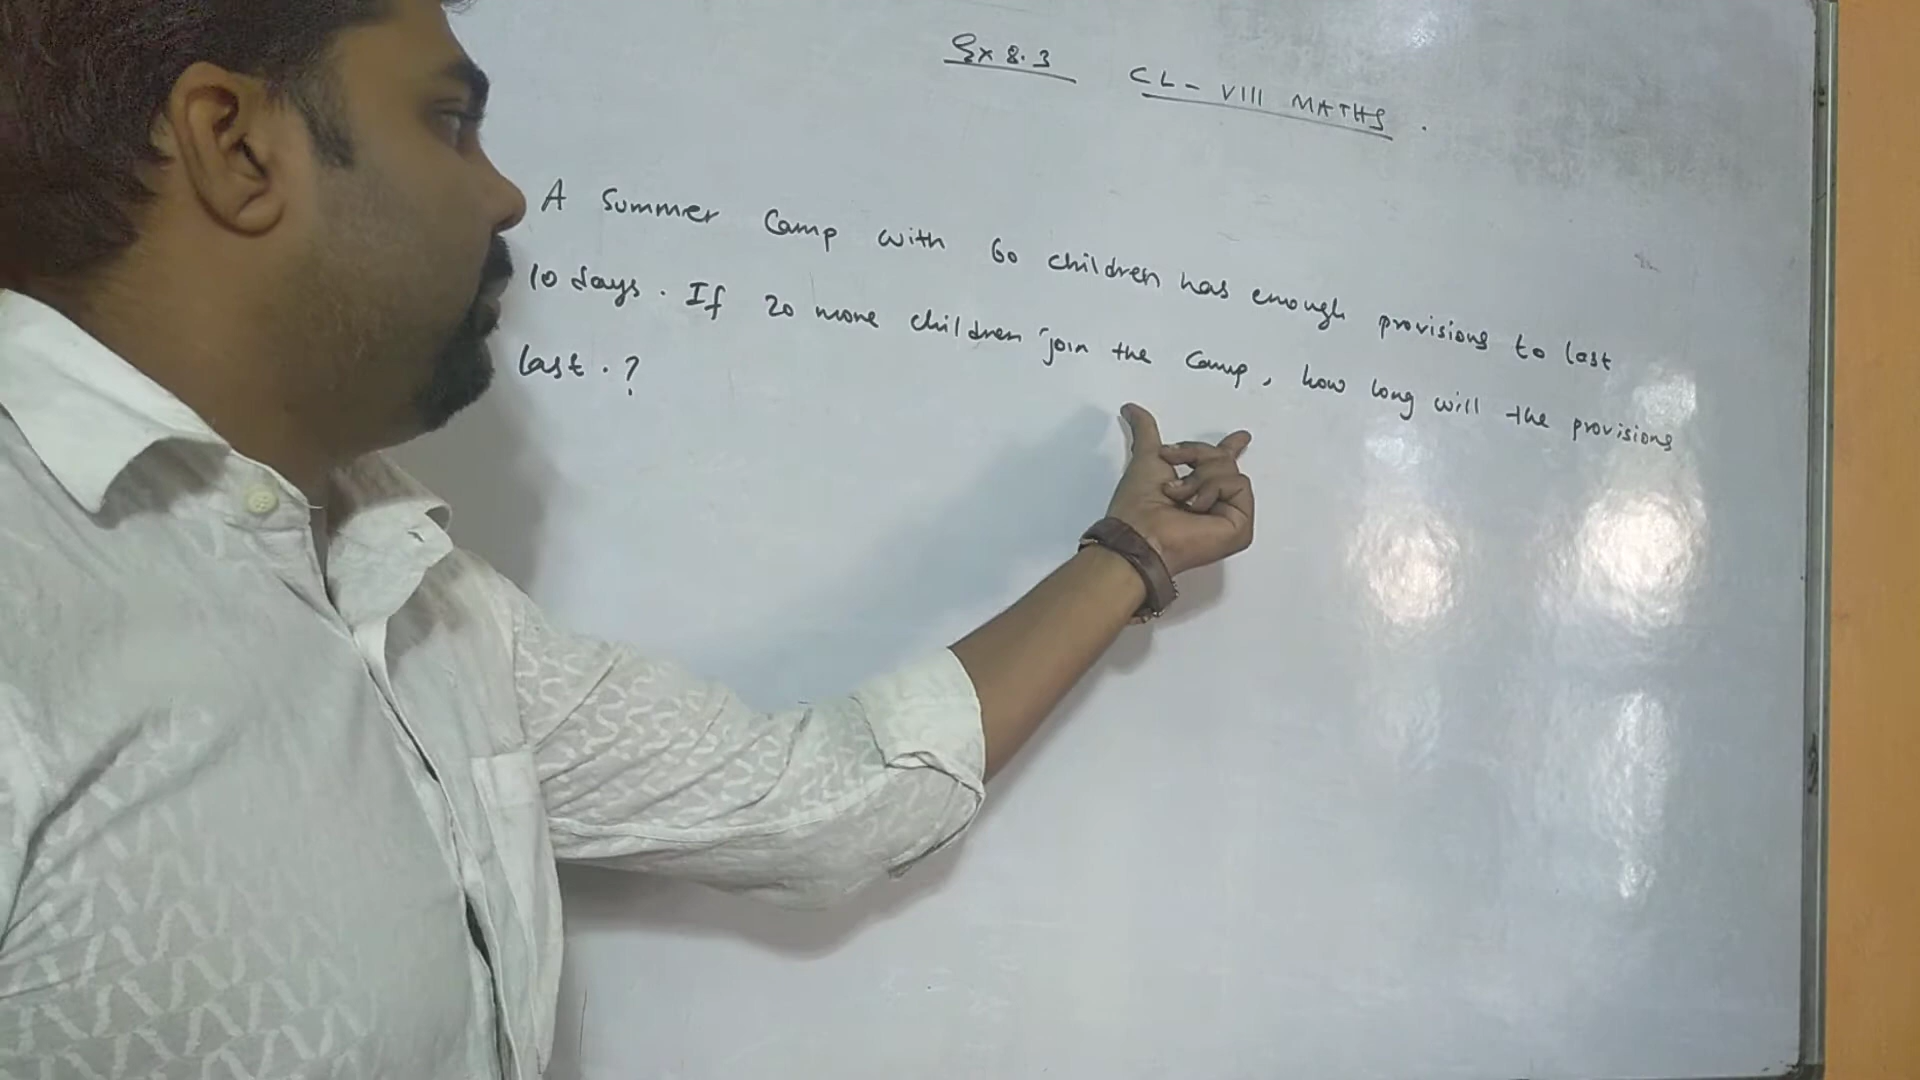 Ex 8.3
CL - VIII MATHS .
A Summer Camp with 60 children has enough provisions to last
10 days. If 20 more children join the camp, how long will the provisions
last.?